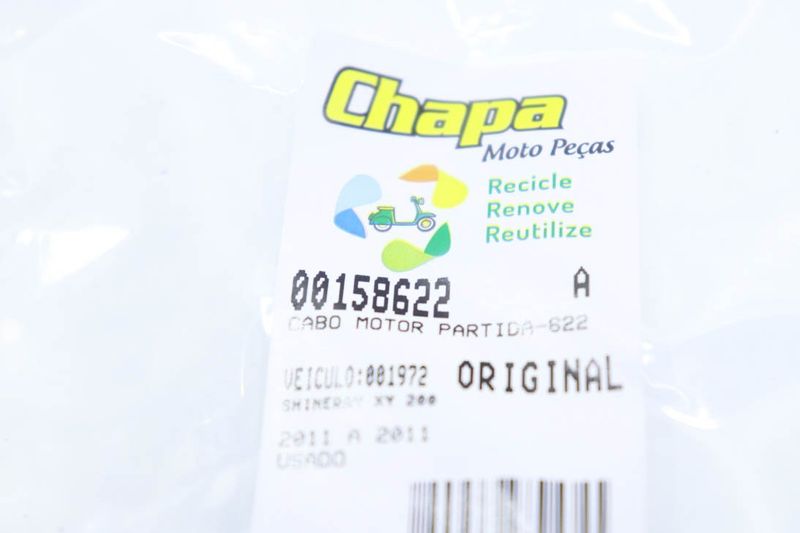 Chapa
Moto Peças
Recicle
Renove
Reutilize
00158622 A
CABO MOTOR PARTIDA-622
VEICULO:001972 ORIGINAL
SHINERAY XY 200
2011 A 2011
USADO